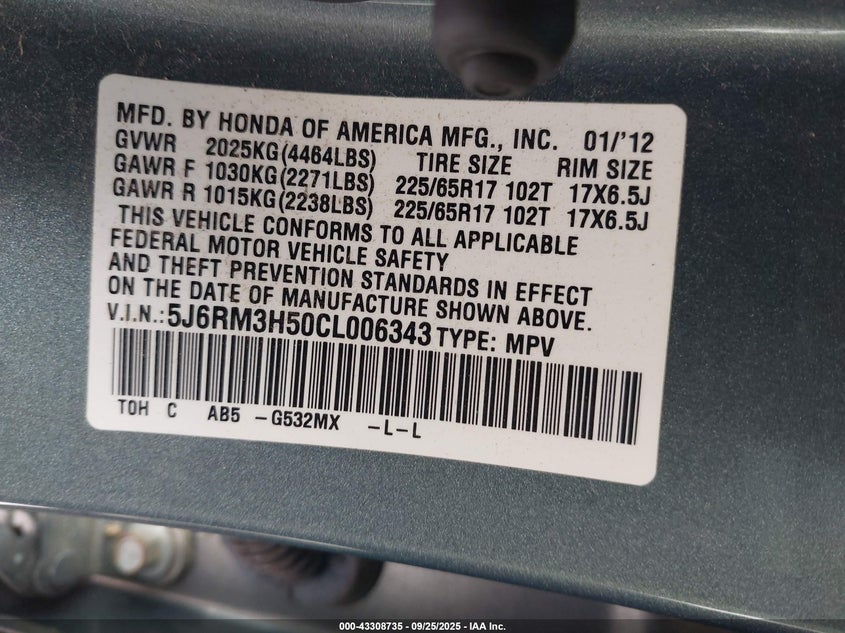 MFD. BY HONDA OF AMERICA MFG., INC. 01/'12
GVWR 2025KG(4464LBS) TIRE SIZE RIM SIZE
GAWR F 1030KG(2271LBS) 225/65R17 102T 17X6.5J
GAWR R 1015KG(2238LBS) 225/65R17 102T 17X6.5J
THIS VEHICLE CONFORMS TO ALL APPLICABLE
FEDERAL MOTOR VEHICLE SAFETY
AND THEFT PREVENTION STANDARDS IN EFFECT
ON THE DATE OF MANUFACTURE SHOWN ABOVE.
V.I.N.: 5J6RM3H50CL006343 TYPE: MPV
TOH C AB5 -G532MX -L-L
000-43308735 - 09/25/2025 - IAA Inc.